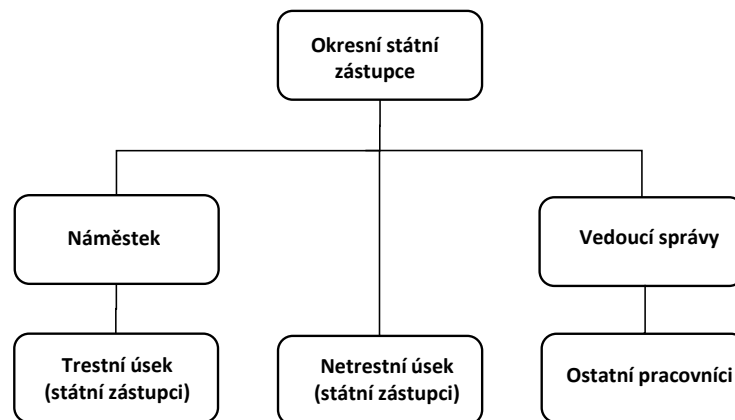 Okresní státní
zástupce
Náměstek
Vedoucí správy
Trestní úsek
(státní zástupci)
Netrestní úsek
(státní zástupci)
Ostatní pracovníci